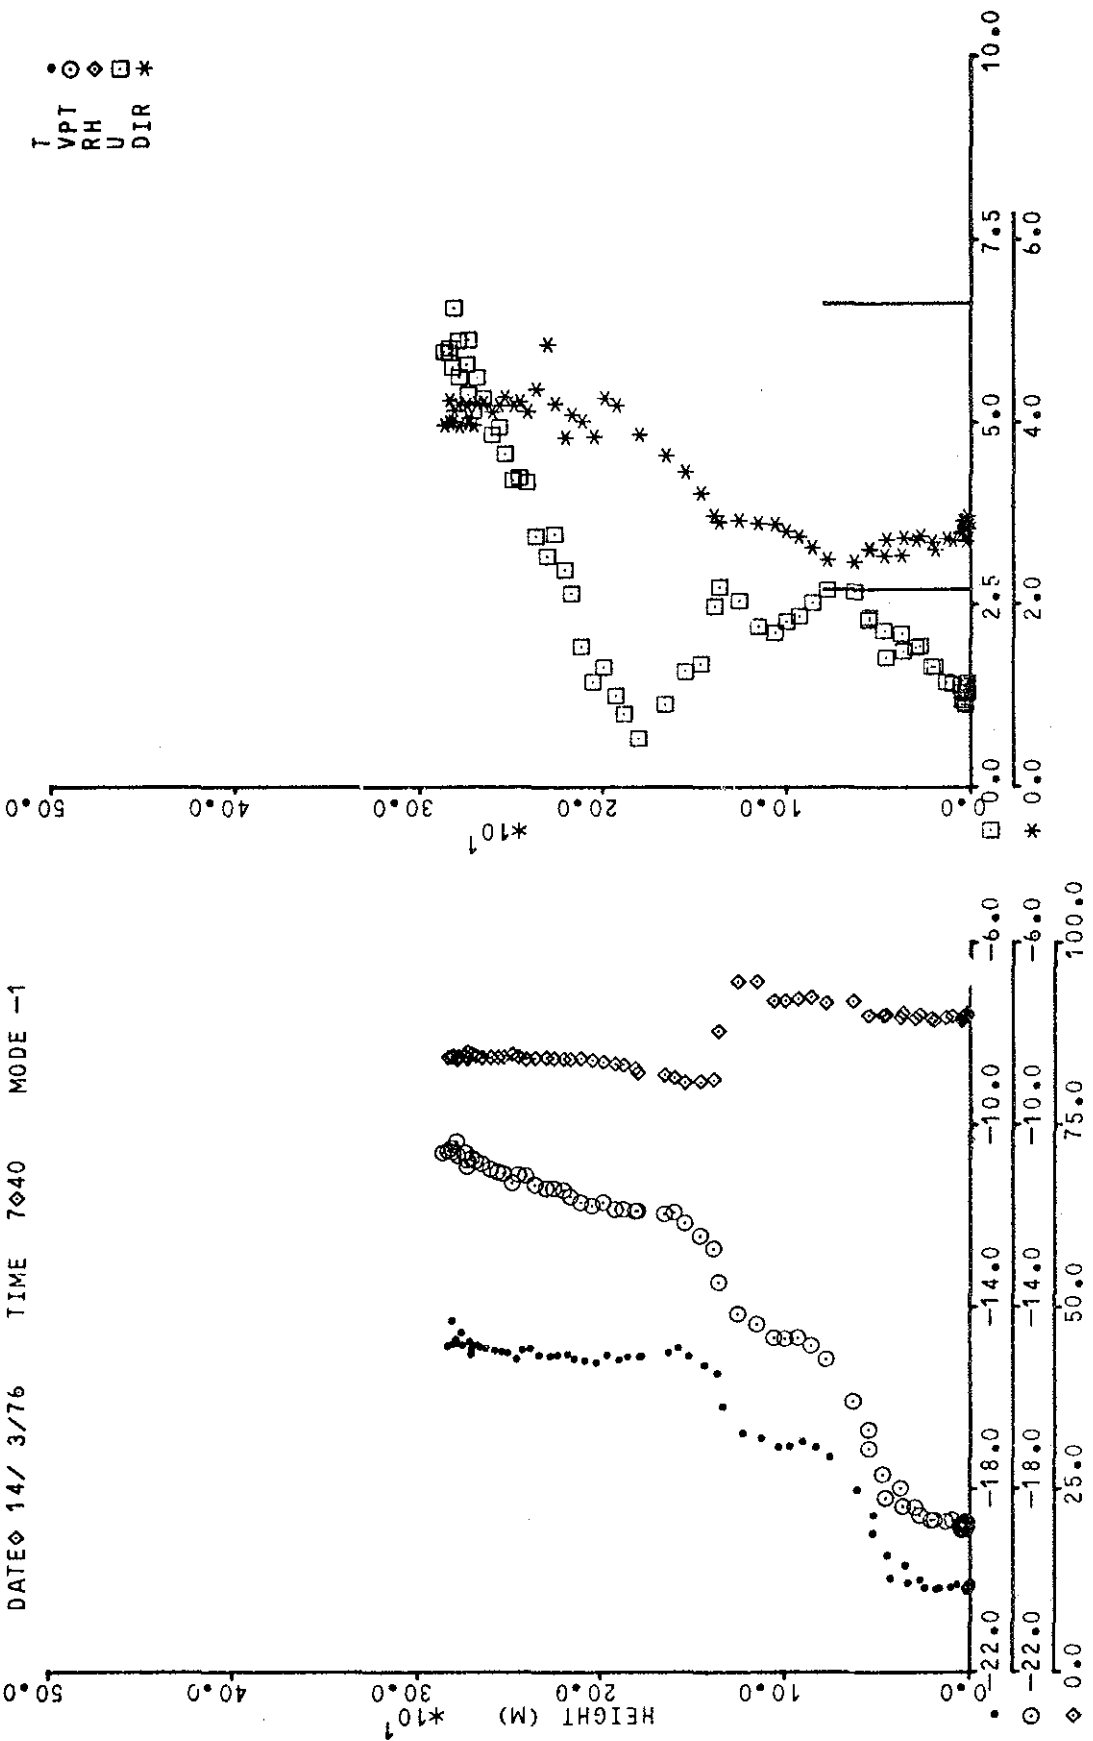 DATE◇ 14/ 3/76 TIME 7◇40 MODE −1
T •
VPT ⊙
RH ◇
U ⊡
DIR *
HEIGHT (M)
*10¹
50.0
40.0
30.0
20.0
10.0
0.0
• −22.0 −18.0 −14.0 −10.0 −6.0
⊙ −22.0 −18.0 −14.0 −10.0 −6.0
◇ 0.0 25.0 50.0 75.0 100.0
*10¹
50.0
40.0
30.0
20.0
10.0
0.0
⊡ 0.0 2.5 5.0 7.5 10.0
* 0.0 2.0 4.0 6.0